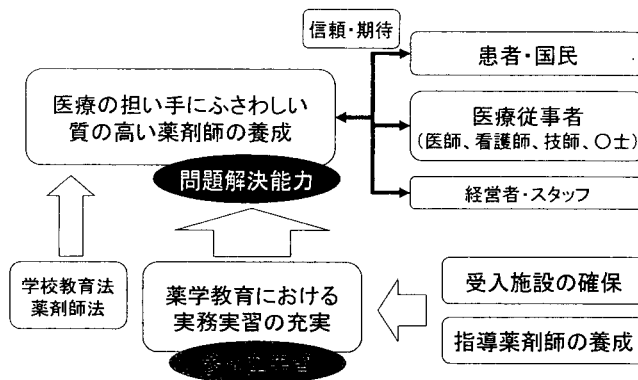 信頼・期待
患者・国民
医療の担い手にふさわしい
質の高い薬剤師の養成
医療従事者
(医師、看護師、技師、〇士)
問題解決能力
経営者・スタッフ
学校教育法
薬剤師法
薬学教育における
実務実習の充実
受入施設の確保
指導薬剤師の養成